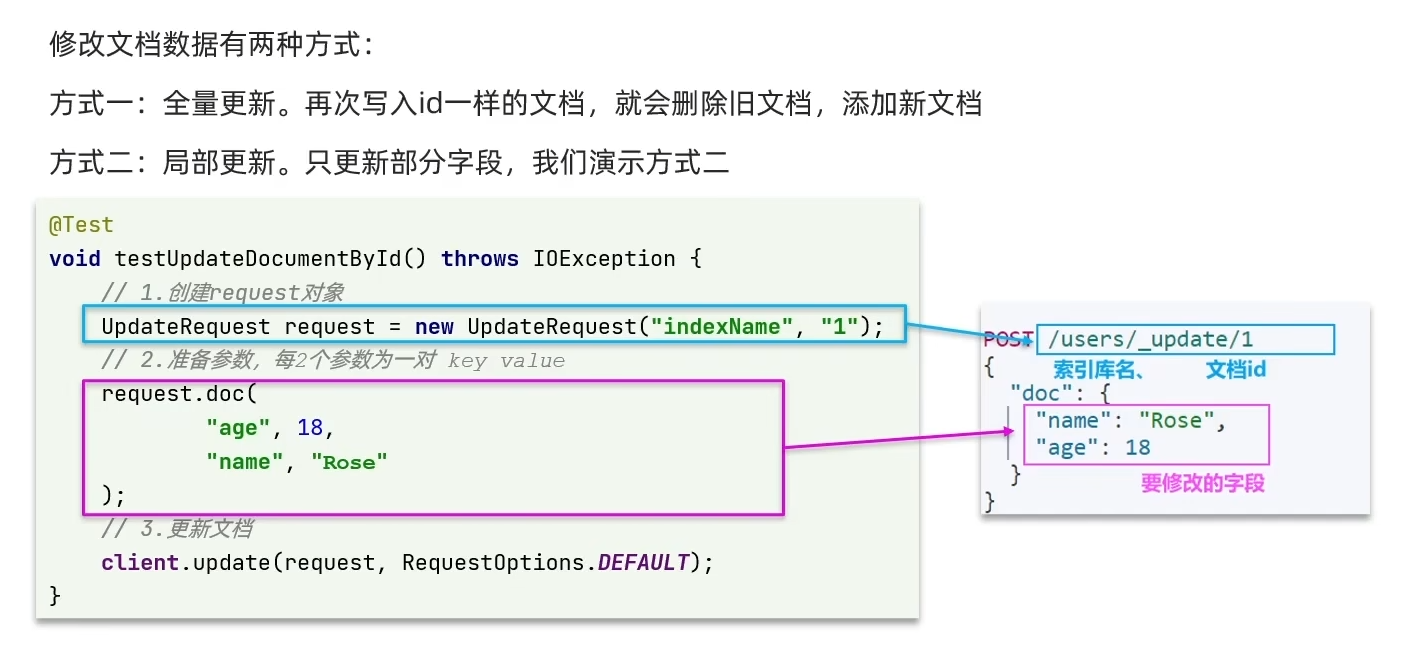 修改文档数据有两种方式：
方式一：全量更新。再次写入id一样的文档，就会删除旧文档，添加新文档
方式二：局部更新。只更新部分字段，我们演示方式二
@Test
void testUpdateDocumentById() throws IOException {
// 1.创建request对象
UpdateRequest request = new UpdateRequest("indexName", "1");
// 2.准备参数，每2个参数为一对 key value
request.doc(
"age", 18,
"name", "Rose"
);
// 3.更新文档
client.update(request, RequestOptions.DEFAULT);
}
POST /users/_update/1
{ 索引库名、 文档id
"doc": {
"name": "Rose",
"age": 18
}
要修改的字段
}